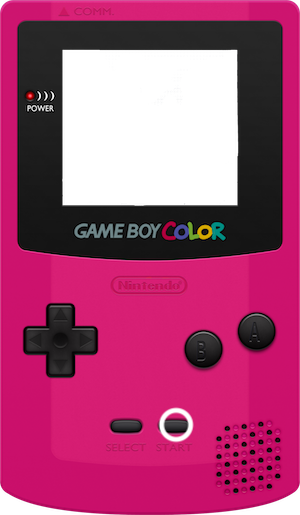 ▲ COMM.
POWER
GAME BOY COLOR
Nintendo
B A
SELECT START